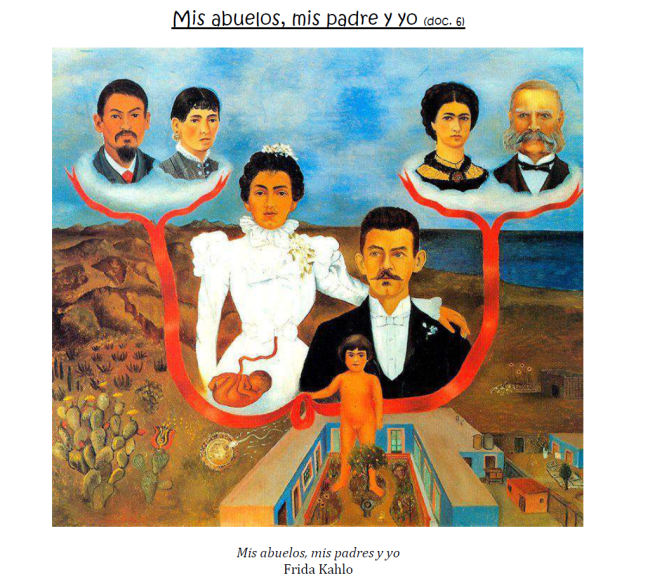 Mis abuelos, mis padre y yo (doc. 6)
Mis abuelos, mis padres y yo
Frida Kahlo